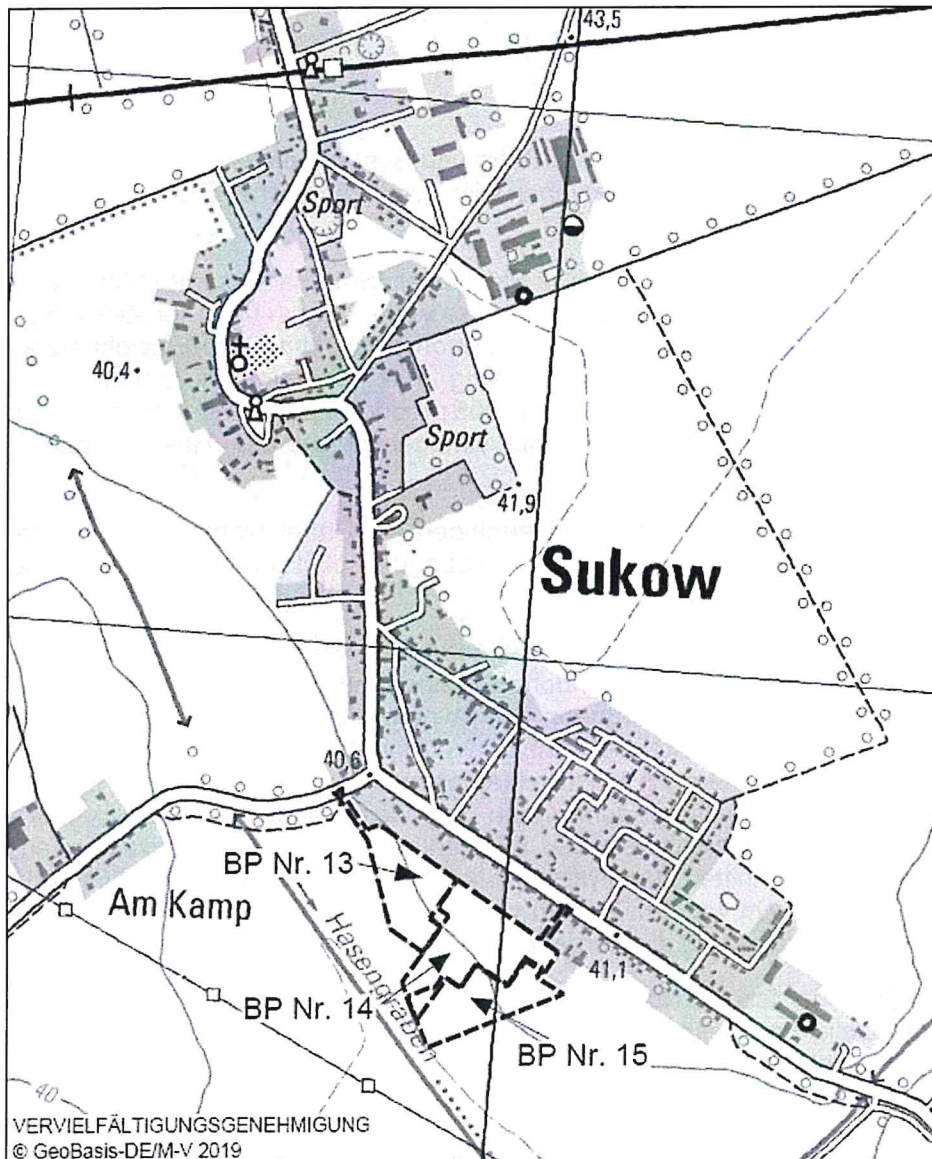 43,5
Sport
40,4
Sport
41,9
Sukow
40,6
BP Nr. 13
Am Kamp
Hasengraben
41,1
BP Nr. 14
BP Nr. 15
40
VERVIELFÄLTIGUNGSGENEHMIGUNG
© GeoBasis-DE/M-V 2019